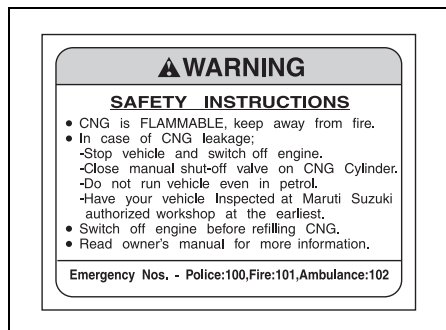 WARNING
SAFETY INSTRUCTIONS
● CNG is FLAMMABLE, keep away from fire.
● In case of CNG leakage;
-Stop vehicle and switch off engine.
-Close manual shut-off valve on CNG Cylinder.
-Do not run vehicle even in petrol.
-Have your vehicle Inspected at Maruti Suzuki
authorized workshop at the earliest.
● Switch off engine before refilling CNG.
● Read owner's manual for more information.
Emergency Nos. - Police:100,Fire:101,Ambulance:102